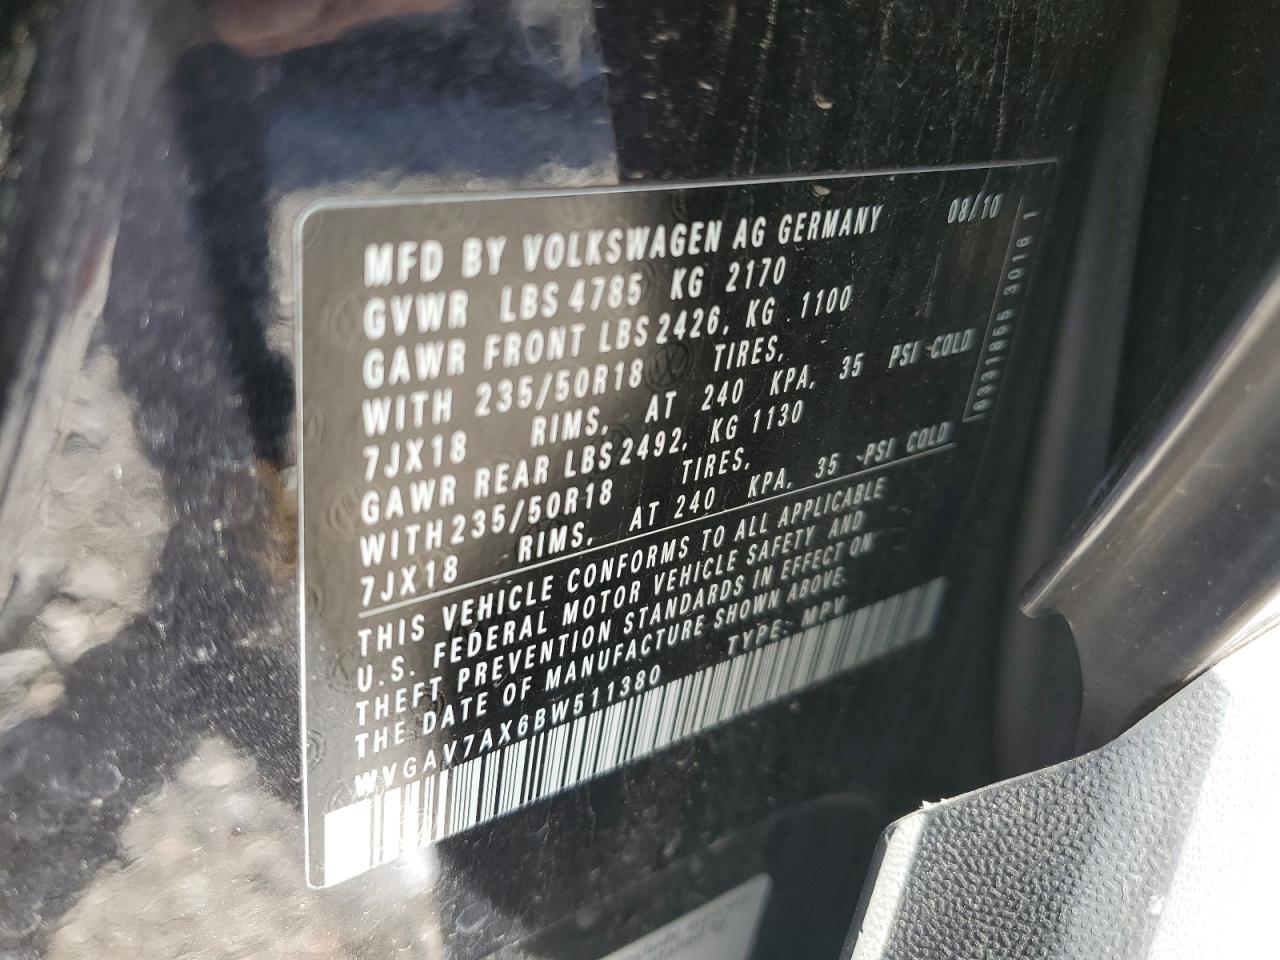 MFD BY VOLKSWAGEN AG GERMANY 08/10
GVWR LBS 4785 KG 2170
GAWR FRONT LBS 2426, KG 1100
WITH 235/50R18 TIRES,
7JX18 RIMS, AT 240 KPA, 35 PSI COLD
GAWR REAR LBS 2492, KG 1130
WITH 235/50R18 TIRES,
7JX18 RIMS, AT 240 KPA, 35 PSI COLD
THIS VEHICLE CONFORMS TO ALL APPLICABLE
U.S. FEDERAL MOTOR VEHICLE SAFETY AND
THEFT PREVENTION STANDARDS IN EFFECT ON
THE DATE OF MANUFACTURE SHOWN ABOVE.
WVGAV7AX6BW511380 TYPE: MPV